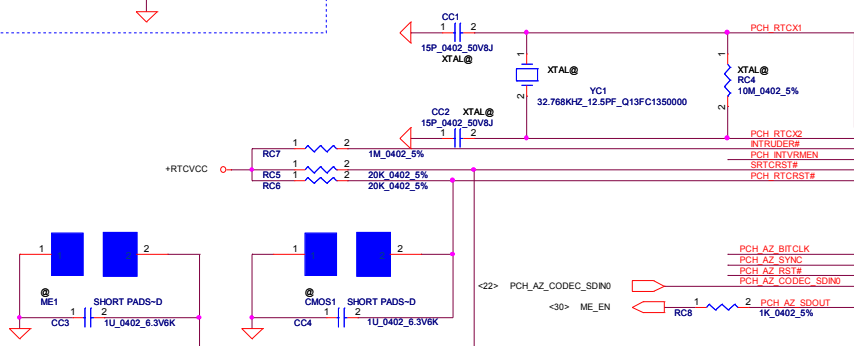 CC1
1 2
15P_0402_50V8J
XTAL@
PCH_RTCX1
1
XTAL@
2
YC1
32.768KHZ_12.5PF_Q13FC1350000
1
XTAL@
RC4
10M_0402_5%
2
CC2 XTAL@
15P_0402_50V8J
1 2
PCH_RTCX2
INTRUDER#
PCH_INTVRMEN
SRTCRST#
PCH_RTCRST#
+RTCVCC
RC7 1 2 1M_0402_5%
RC5 1 2 20K_0402_5%
RC6 1 2 20K_0402_5%
1 2
@
ME1 SHORT PADS~D
1 2
CC3 1U_0402_6.3V6K
1 2
@
CMOS1 SHORT PADS~D
1 2
CC4 1U_0402_6.3V6K
PCH_AZ_BITCLK
PCH_AZ_SYNC
PCH_AZ_RST#
PCH_AZ_CODEC_SDIN0
<22> PCH_AZ_CODEC_SDIN0
<30> ME_EN
1 2 PCH_AZ_SDOUT
RC8 1K_0402_5%